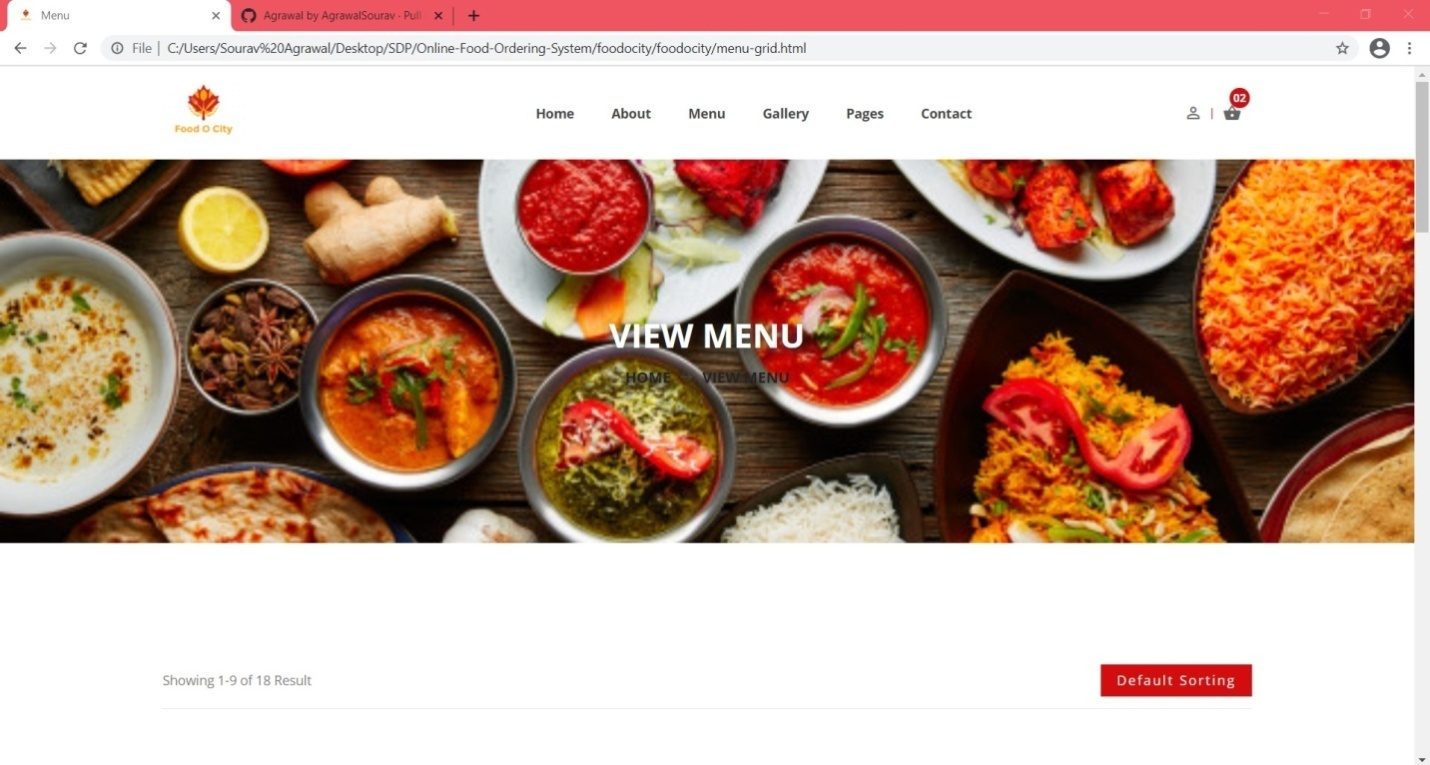 Menu
Agrawal by AgrawalSourav · Pull
File | C:/Users/Sourav%20Agrawal/Desktop/SDP/Online-Food-Ordering-System/foodocity/foodocity/menu-grid.html
Food O City
Home About Menu Gallery Pages Contact
02
VIEW MENU
HOME VIEW MENU
Showing 1-9 of 18 Result
Default Sorting